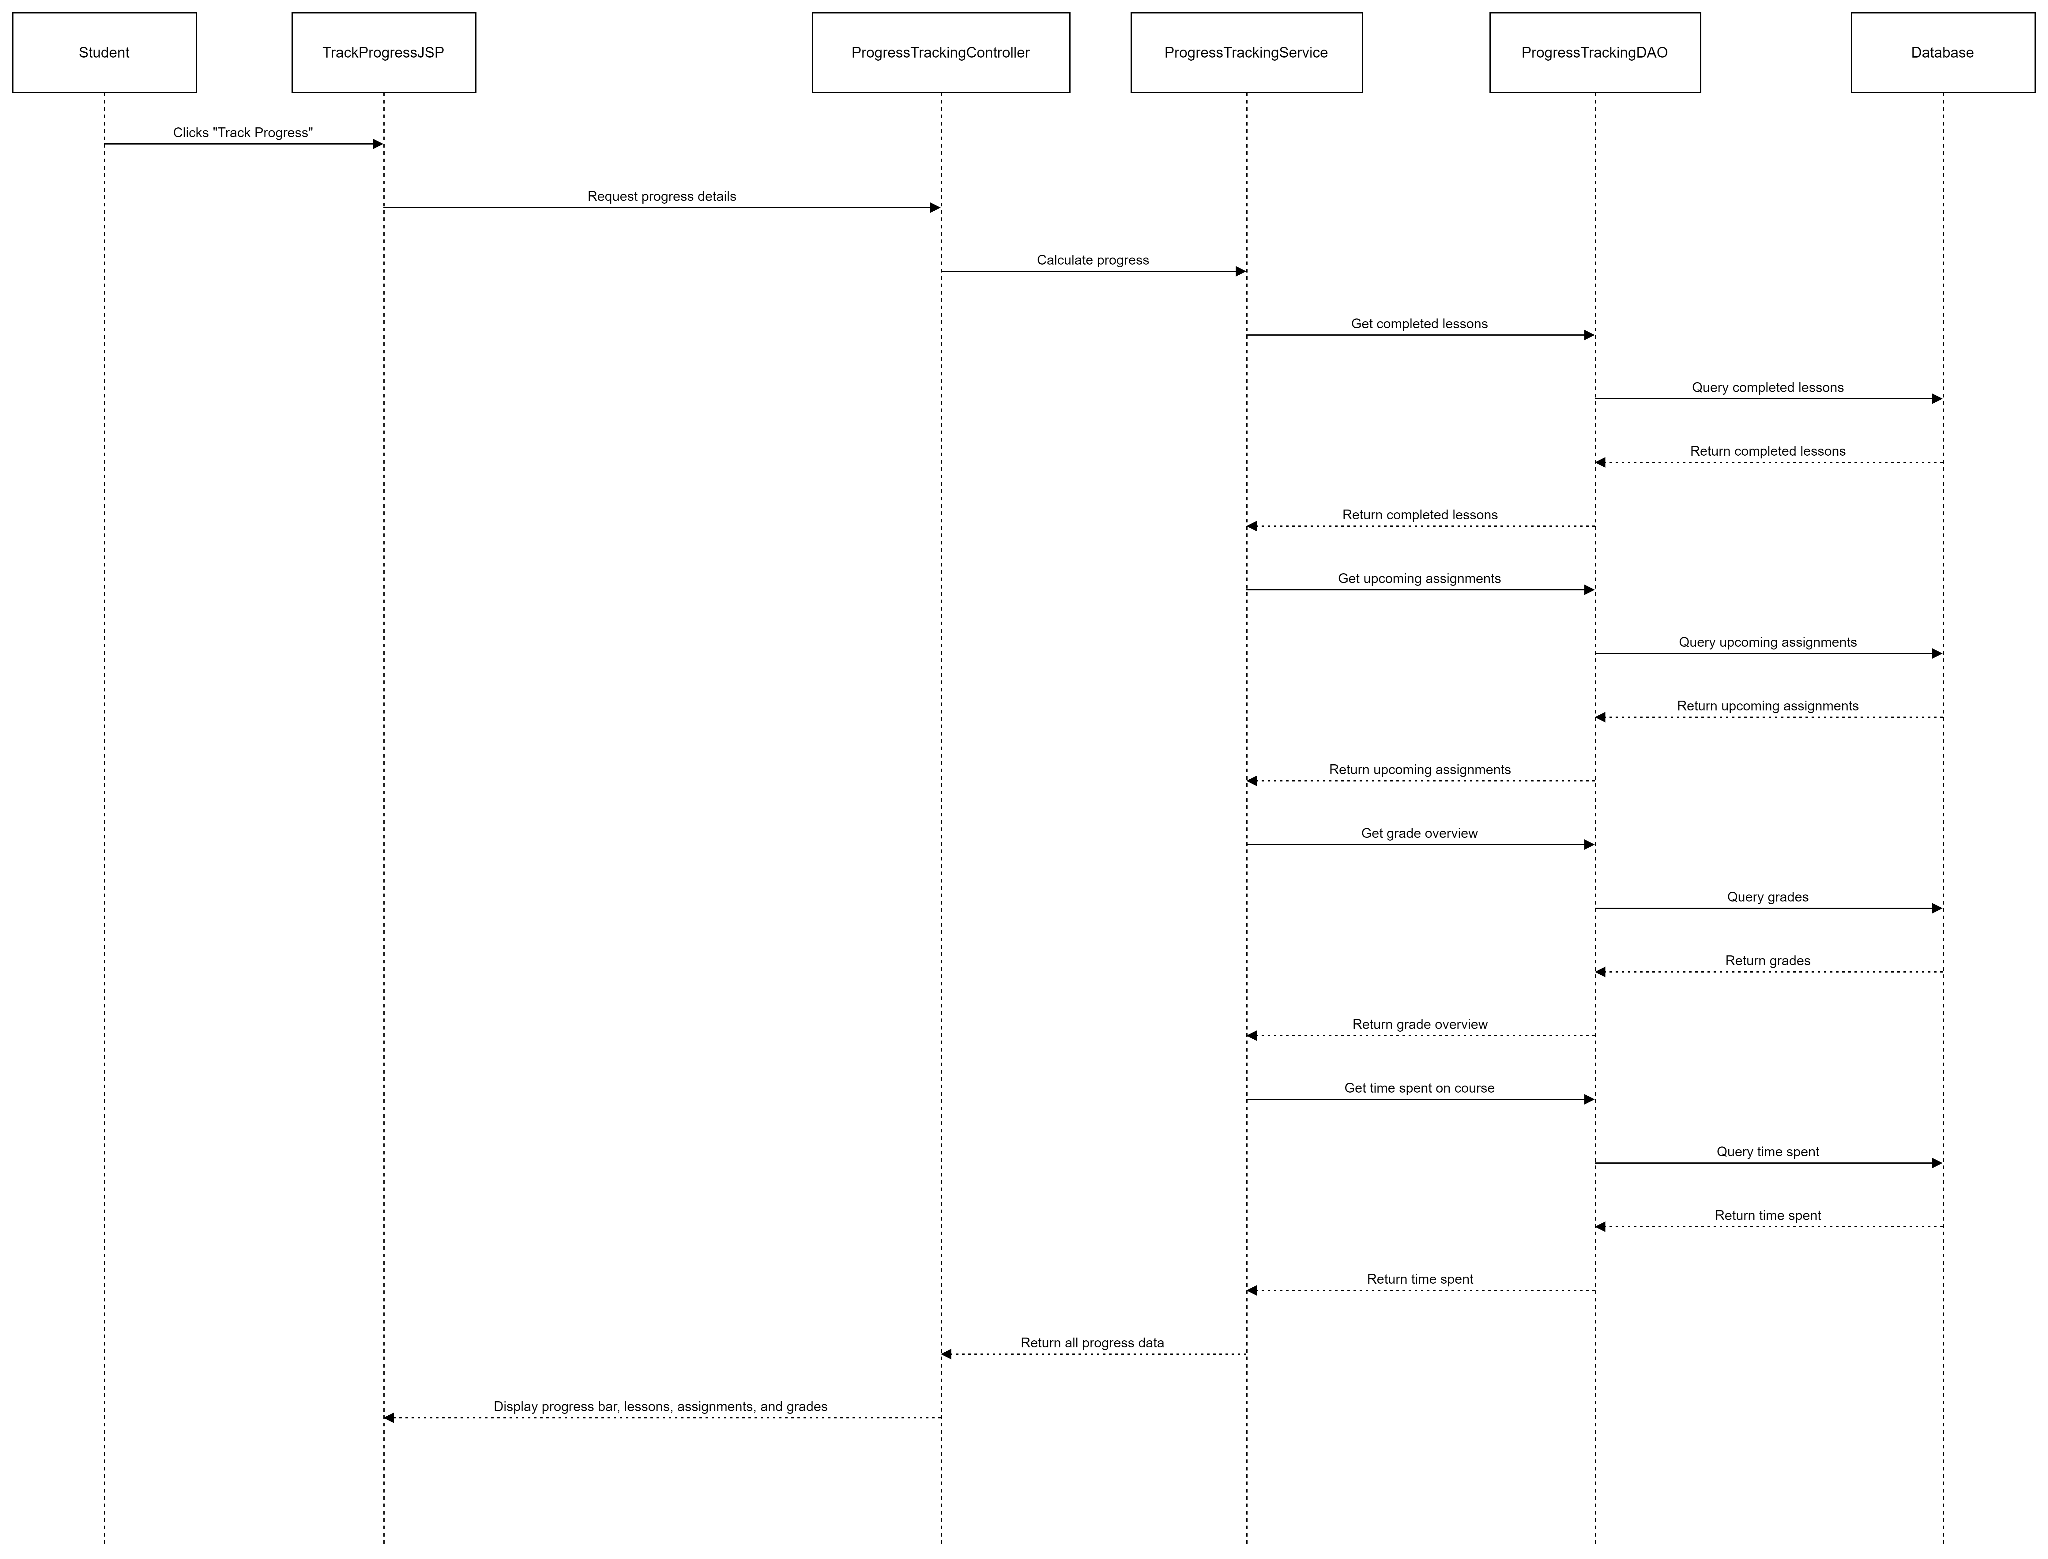 Student
TrackProgressJSP
ProgressTrackingController
ProgressTrackingService
ProgressTrackingDAO
Database
Clicks "Track Progress"
Request progress details
Calculate progress
Get completed lessons
Query completed lessons
Return completed lessons
Return completed lessons
Get upcoming assignments
Query upcoming assignments
Return upcoming assignments
Return upcoming assignments
Get grade overview
Query grades
Return grades
Return grade overview
Get time spent on course
Query time spent
Return time spent
Return time spent
Return all progress data
Display progress bar, lessons, assignments, and grades